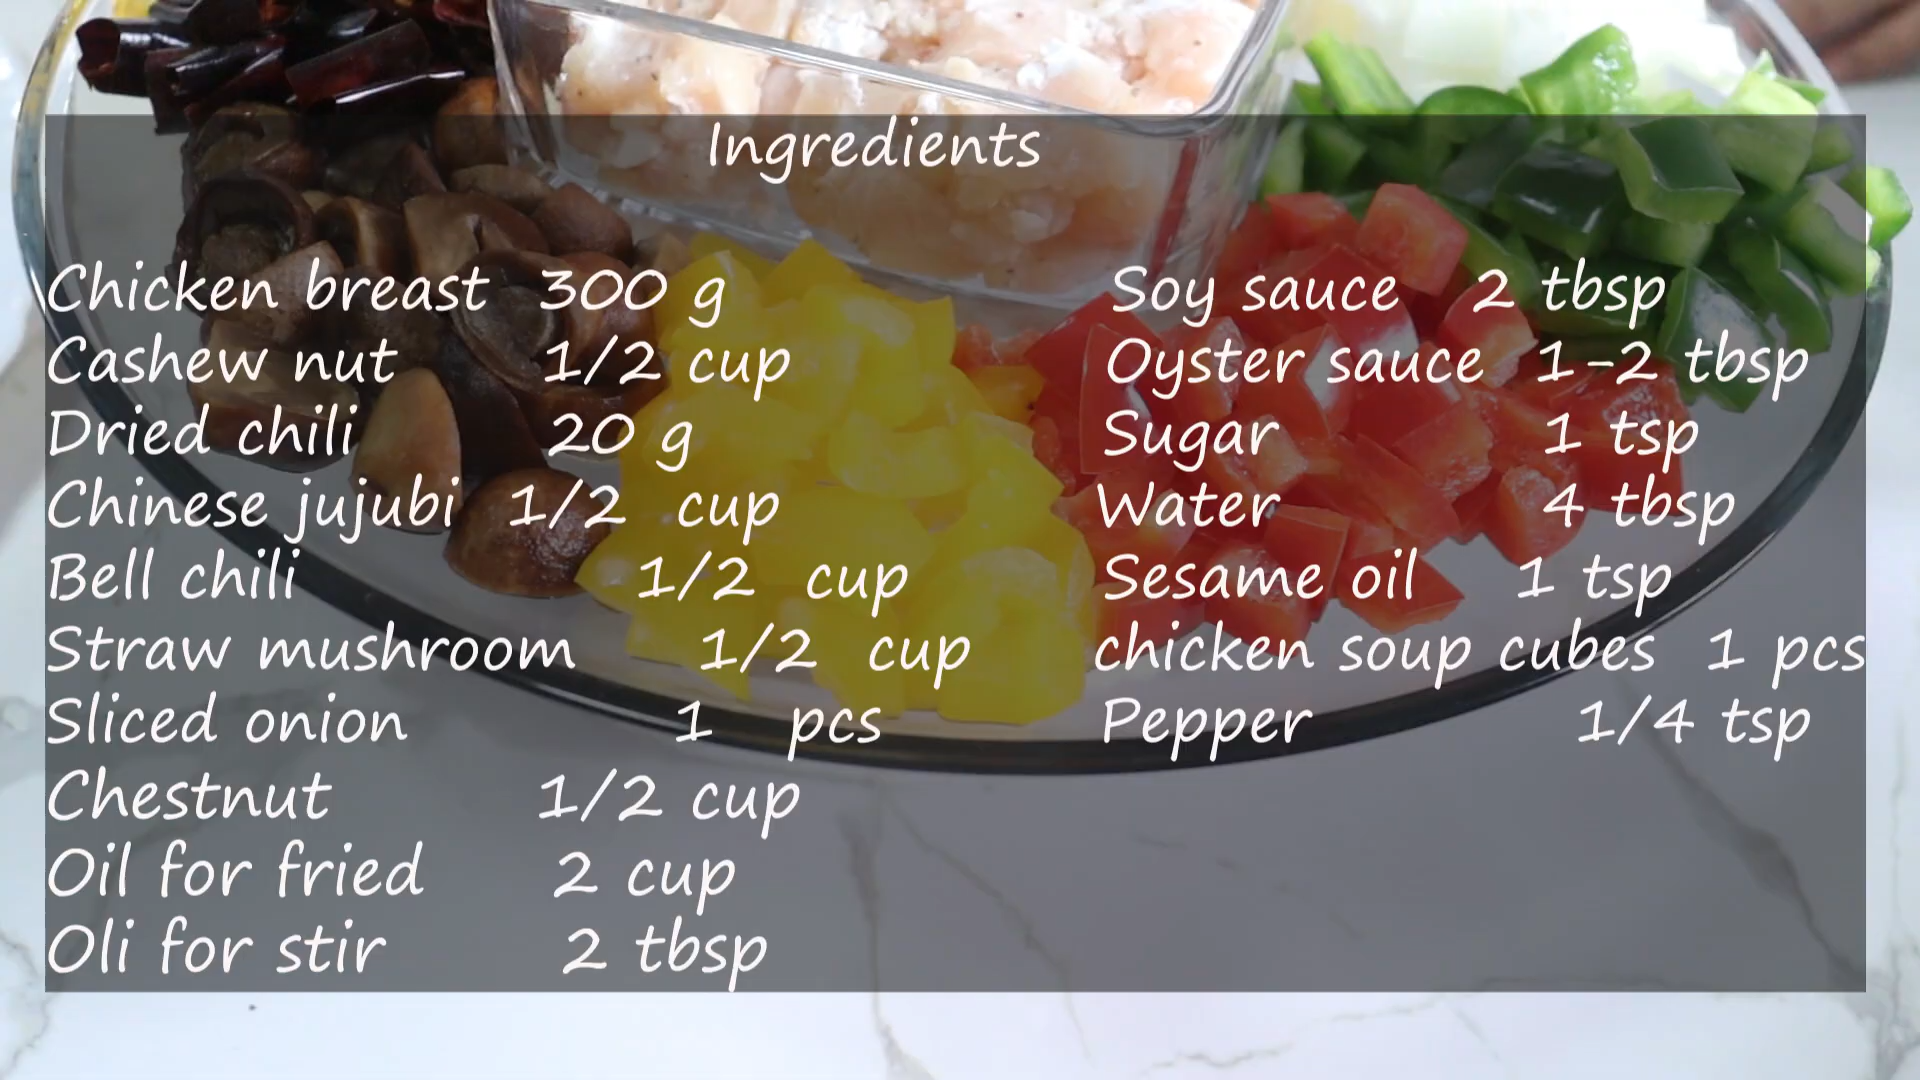 Ingredients
Chicken breast 300 g
Cashew nut 1/2 cup
Dried chili 20 g
Chinese jujubi 1/2 cup
Bell chili 1/2 cup
Straw mushroom 1/2 cup
Sliced onion 1 pcs
Chestnut 1/2 cup
Oil for fried 2 cup
Oli for stir 2 tbsp
Soy sauce 2 tbsp
Oyster sauce 1-2 tbsp
Sugar 1 tsp
Water 4 tbsp
Sesame oil 1 tsp
chicken soup cubes 1 pcs
Pepper 1/4 tsp